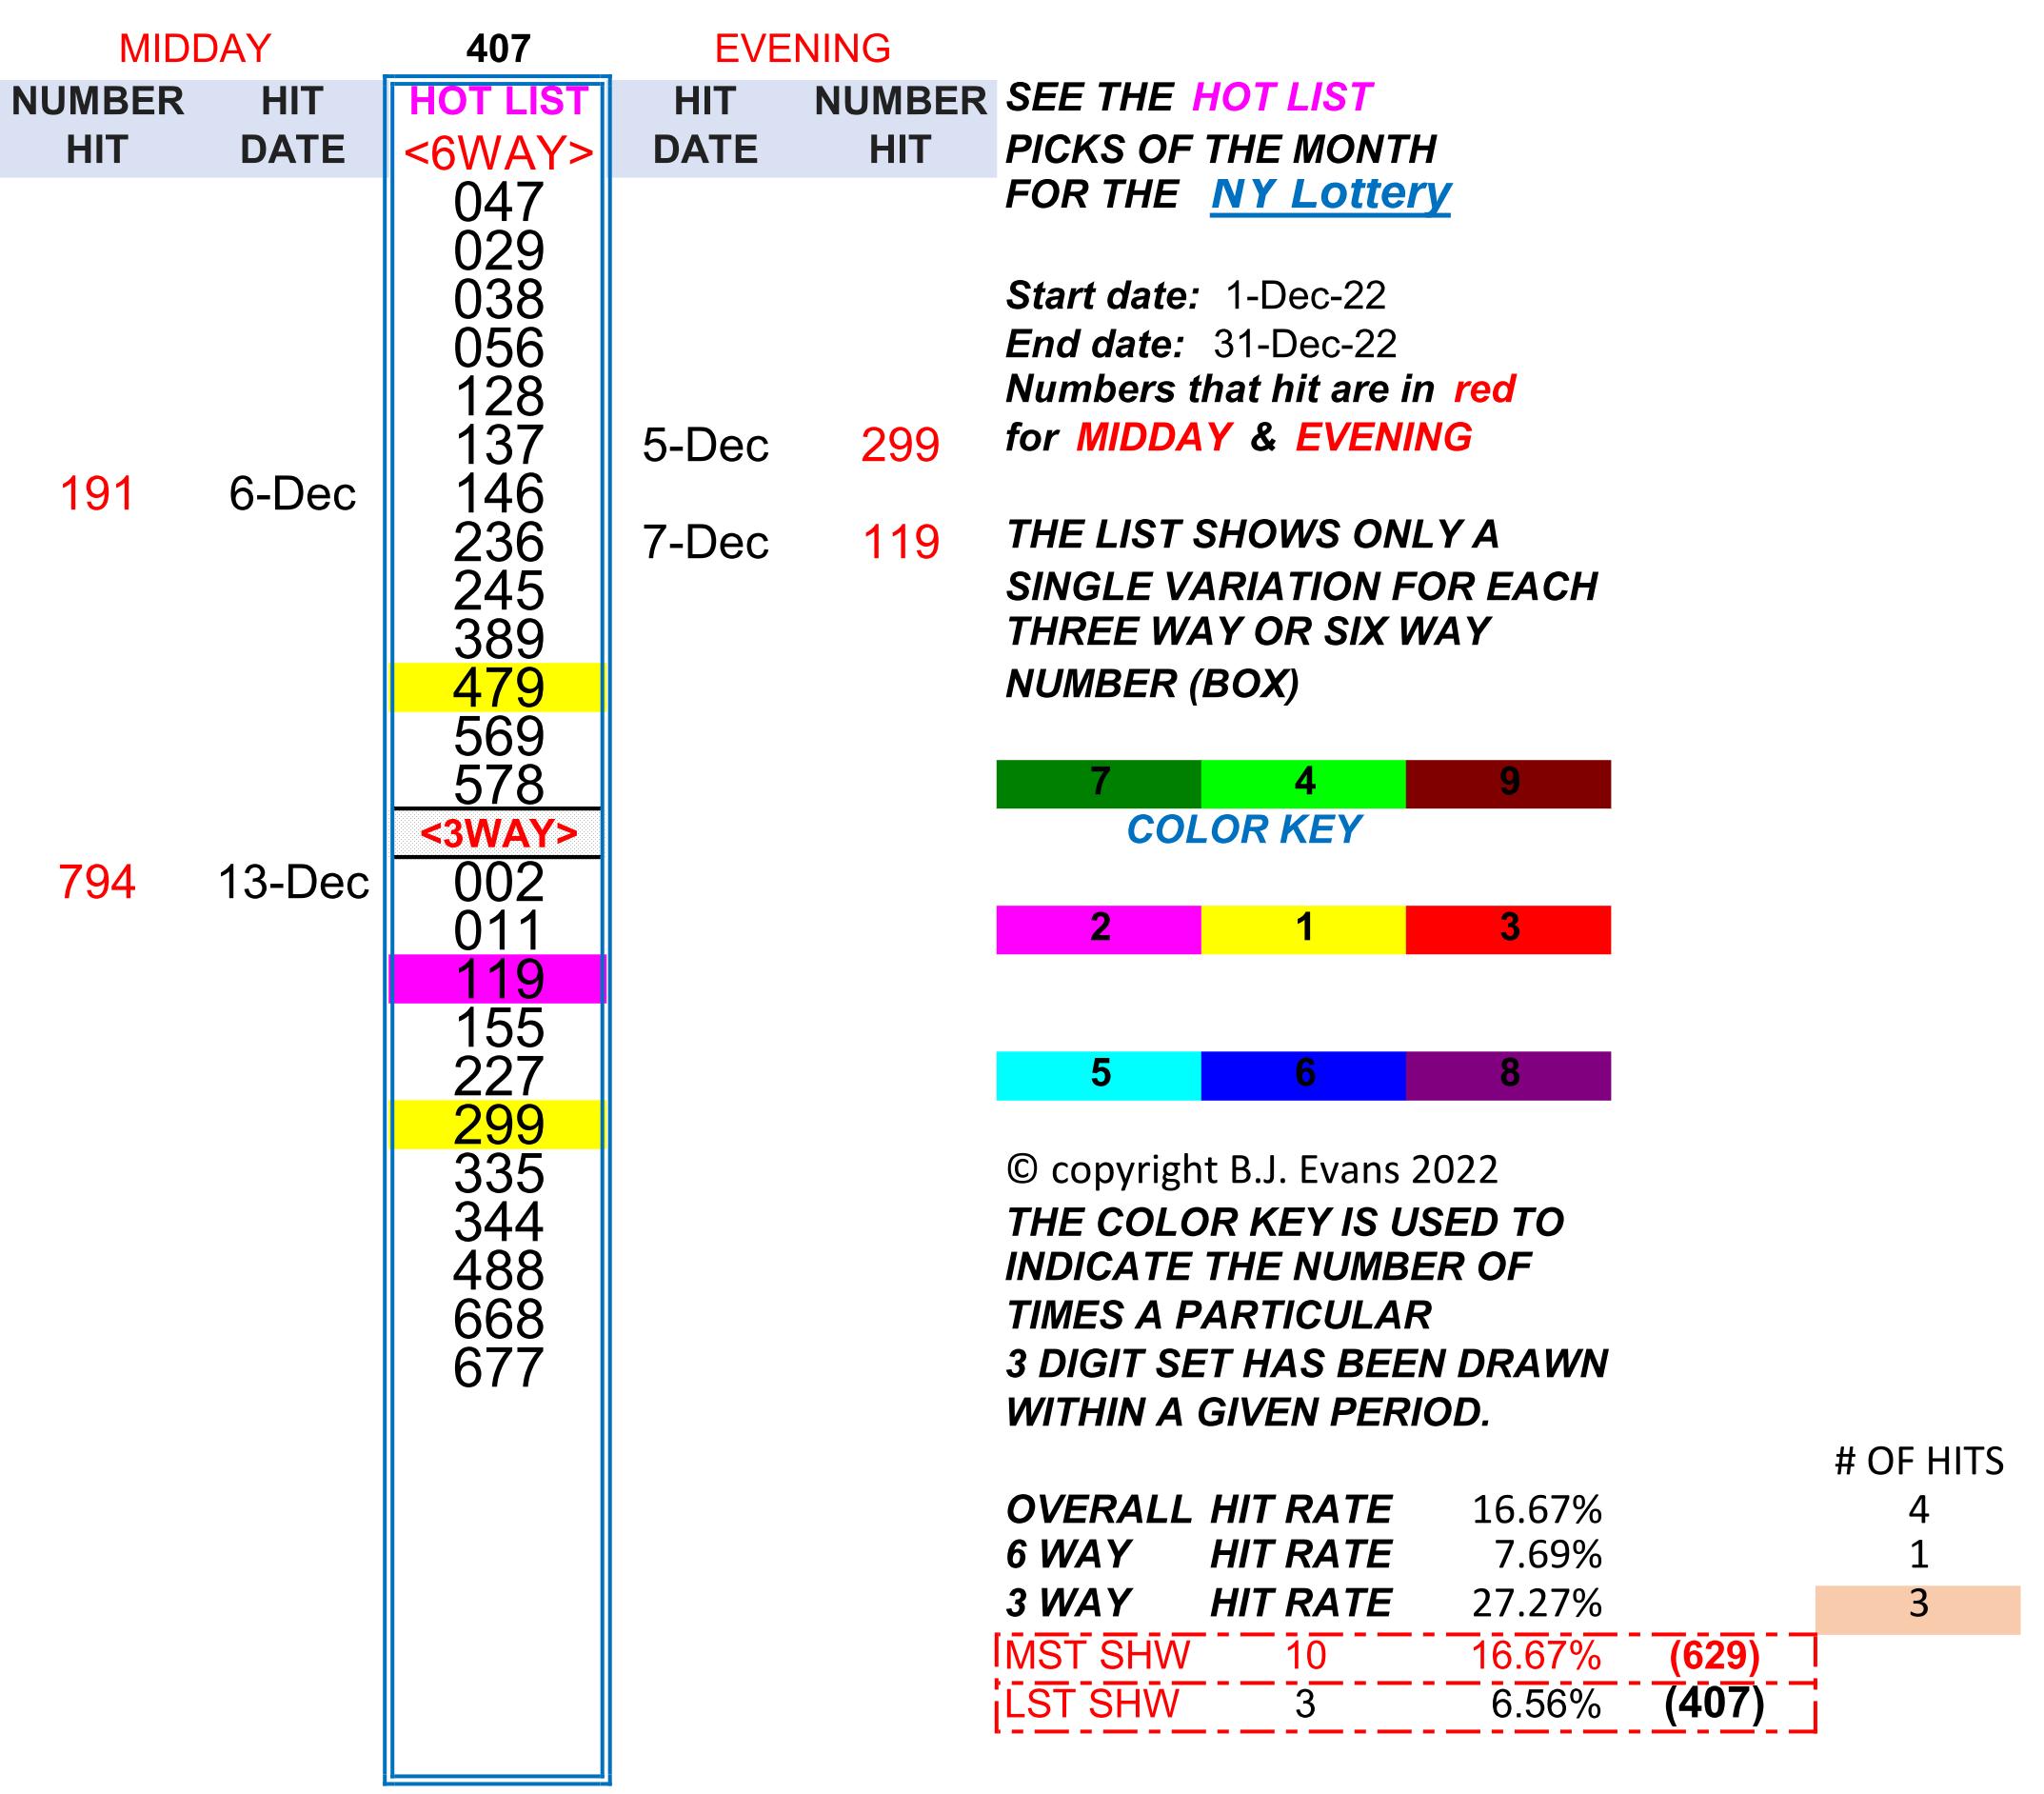 MIDDAY 407 EVENING
NUMBER HIT HOT LIST HIT NUMBER SEE THE HOT LIST
HIT DATE <6WAY> DATE HIT PICKS OF THE MONTH
047 FOR THE NY Lottery
029
038 Start date: 1-Dec-22
056 End date: 31-Dec-22
128 Numbers that hit are in red
137 5-Dec 299 for MIDDAY & EVENING
191 6-Dec 146
236 7-Dec 119 THE LIST SHOWS ONLY A
245 SINGLE VARIATION FOR EACH
389 THREE WAY OR SIX WAY
479 NUMBER (BOX)
569
578 7 4 9
<3WAY> COLOR KEY
794 13-Dec 002
011 2 1 3
119
155
227 5 6 8
299
335 © copyright B.J. Evans 2022
344 THE COLOR KEY IS USED TO
488 INDICATE THE NUMBER OF
668 TIMES A PARTICULAR
677 3 DIGIT SET HAS BEEN DRAWN
WITHIN A GIVEN PERIOD.
# OF HITS
OVERALL HIT RATE 16.67% 4
6 WAY HIT RATE 7.69% 1
3 WAY HIT RATE 27.27% 3
MST SHW 10 16.67% (629)
LST SHW 3 6.56% (407)